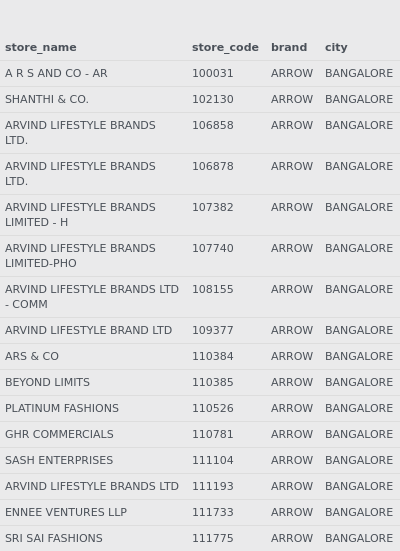 store_name store_code brand city
A R S AND CO - AR 100031 ARROW BANGALORE
SHANTHI & CO. 102130 ARROW BANGALORE
ARVIND LIFESTYLE BRANDS 106858 ARROW BANGALORE
LTD.
ARVIND LIFESTYLE BRANDS 106878 ARROW BANGALORE
LTD.
ARVIND LIFESTYLE BRANDS 107382 ARROW BANGALORE
LIMITED - H
ARVIND LIFESTYLE BRANDS 107740 ARROW BANGALORE
LIMITED-PHO
ARVIND LIFESTYLE BRANDS LTD 108155 ARROW BANGALORE
- COMM
ARVIND LIFESTYLE BRAND LTD 109377 ARROW BANGALORE
ARS & CO 110384 ARROW BANGALORE
BEYOND LIMITS 110385 ARROW BANGALORE
PLATINUM FASHIONS 110526 ARROW BANGALORE
GHR COMMERCIALS 110781 ARROW BANGALORE
SASH ENTERPRISES 111104 ARROW BANGALORE
ARVIND LIFESTYLE BRANDS LTD 111193 ARROW BANGALORE
ENNEE VENTURES LLP 111733 ARROW BANGALORE
SRI SAI FASHIONS 111775 ARROW BANGALORE